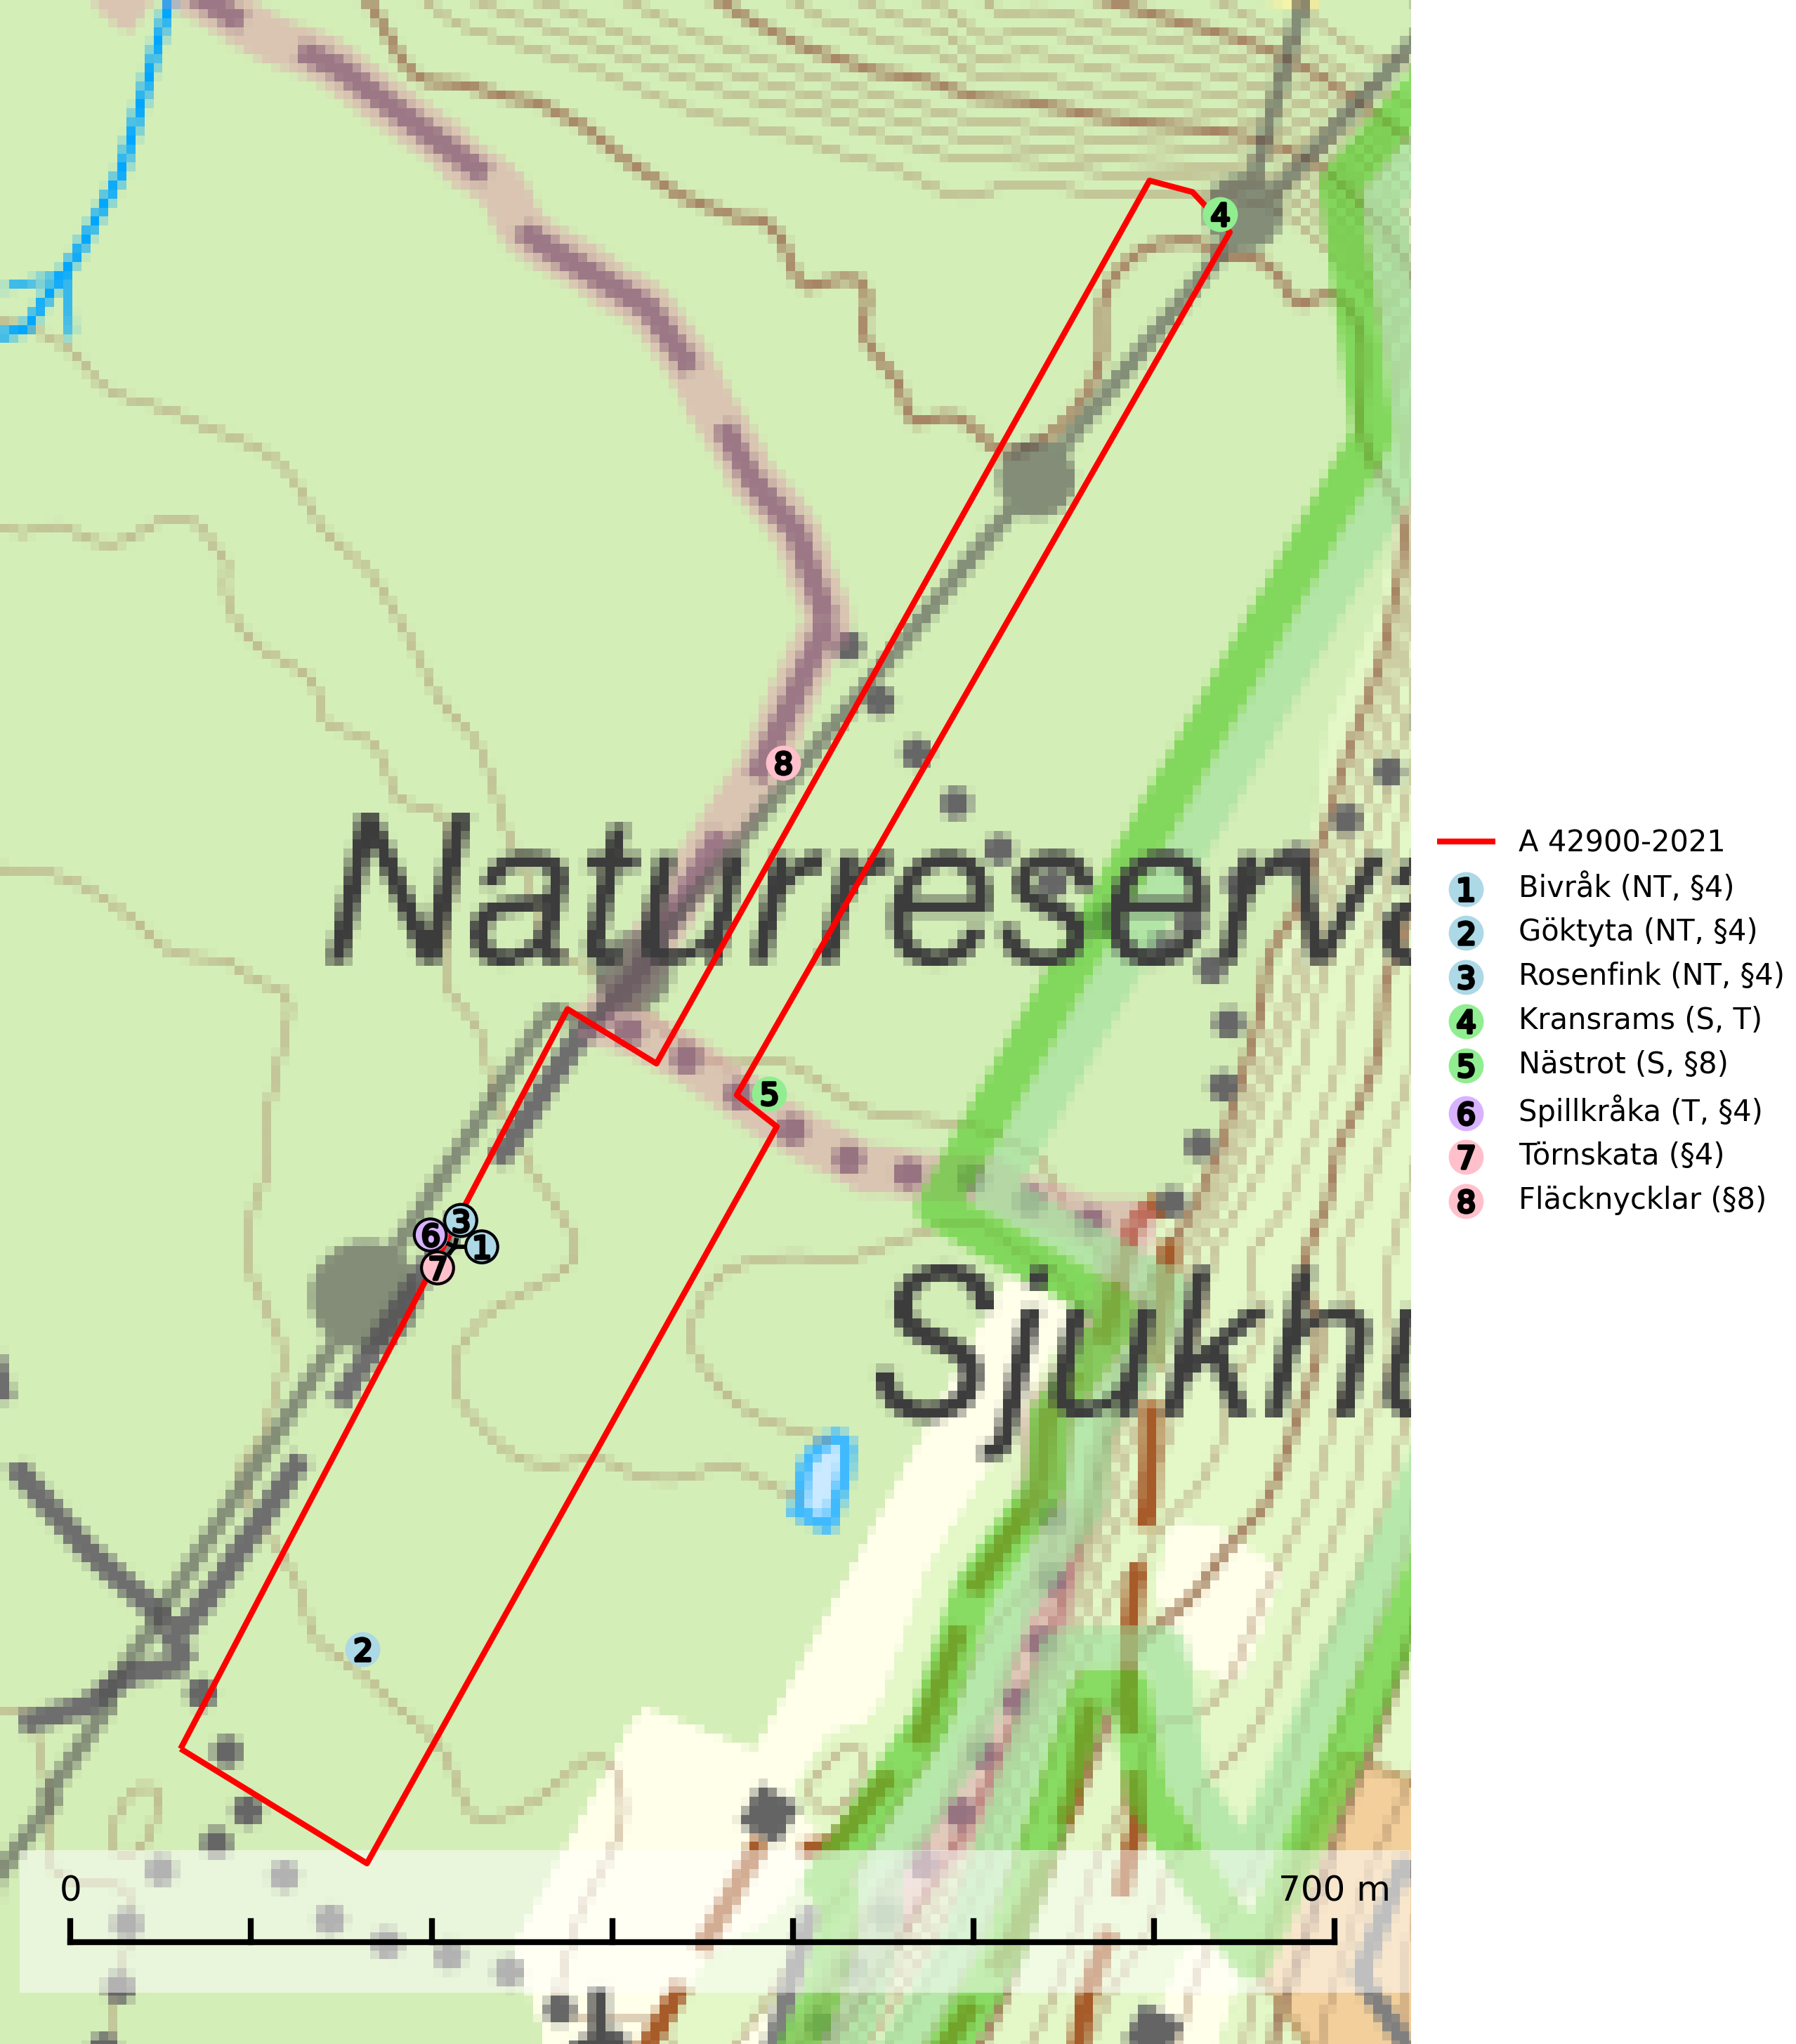 4
8
Naturreserva
5
3
6
1
7
Sjukh
2
0
700 m
A 42900-2021
1 Bivråk (NT, §4)
2 Göktyta (NT, §4)
3 Rosenfink (NT, §4)
4 Kransrams (S, T)
5 Nästrot (S, §8)
6 Spillkråka (T, §4)
7 Törnskata (§4)
8 Fläcknycklar (§8)